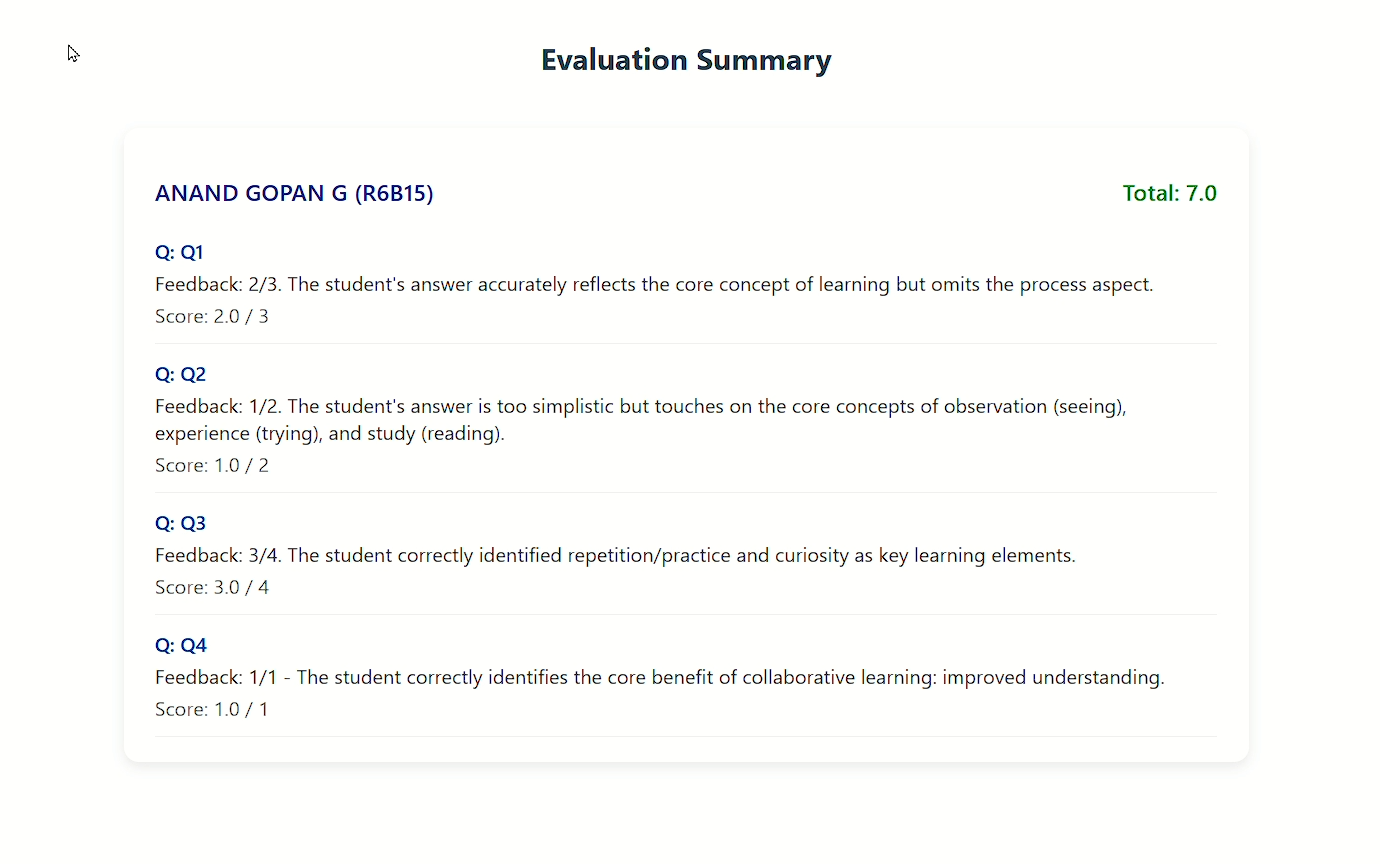 Evaluation Summary
ANAND GOPAN G (R6B15)
Total: 7.0
Q: Q1
Feedback: 2/3. The student's answer accurately reflects the core concept of learning but omits the process aspect.
Score: 2.0 / 3
Q: Q2
Feedback: 1/2. The student's answer is too simplistic but touches on the core concepts of observation (seeing),
experience (trying), and study (reading).
Score: 1.0 / 2
Q: Q3
Feedback: 3/4. The student correctly identified repetition/practice and curiosity as key learning elements.
Score: 3.0 / 4
Q: Q4
Feedback: 1/1 - The student correctly identifies the core benefit of collaborative learning: improved understanding.
Score: 1.0 / 1